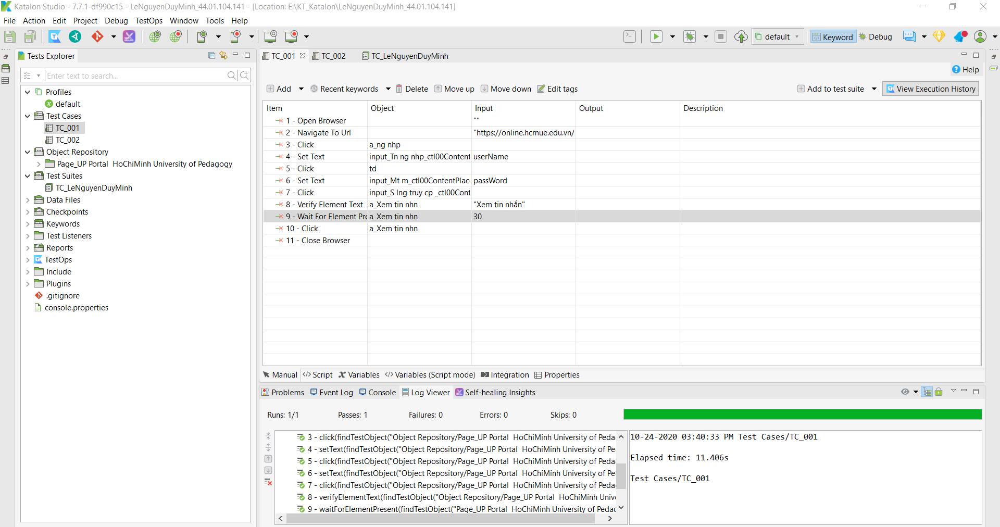 Katalon Studio - 7.7.1-df990c15 - LeNguyenDuyMinh_44.01.104.141 - [Location: E:\KT_Katalon\LeNguyenDuyMinh_44.01.104.141]
File Action Edit Project Debug TestOps Window Tools Help
default Keyword Debug
Tests Explorer
Enter text to search...
Profiles
default
Test Cases
TC_001
TC_002
Object Repository
Page_UP Portal  HoChiMinh University of Pedagogy
Test Suites
TC_LeNguyenDuyMinh
Data Files
Checkpoints
Keywords
Test Listeners
Reports
TestOps
Include
Plugins
.gitignore
console.properties
TC_001 TC_002 TC_LeNguyenDuyMinh
Help
Add Recent keywords Delete Move up Move down Edit tags Add to test suite View Execution History
Item Object Input Output Description
1 - Open Browser ""
2 - Navigate To Url "https://online.hcmue.edu.vn/
3 - Click a_ng nhp
4 - Set Text input_Tn ng nhp_ctl00Content userName
5 - Click td
6 - Set Text input_Mt m_ctl00ContentPlac passWord
7 - Click input_S lng truy cp _ctl00Cont
8 - Verify Element Text a_Xem tin nhn "Xem tin nhắn"
9 - Wait For Element Pre a_Xem tin nhn 30
10 - Click a_Xem tin nhn
11 - Close Browser
Manual Script Variables Variables (Script mode) Integration Properties
Problems Event Log Console Log Viewer Self-healing Insights
Runs: 1/1 Passes: 1 Failures: 0 Errors: 0 Skips: 0
3 - click(findTestObject("Object Repository/Page_UP Portal  HoChiMinh University of Peda
4 - setText(findTestObject("Object Repository/Page_UP Portal  HoChiMinh University of Pe
5 - click(findTestObject("Object Repository/Page_UP Portal  HoChiMinh University of Peda
6 - setText(findTestObject("Object Repository/Page_UP Portal  HoChiMinh University of Pe
7 - click(findTestObject("Object Repository/Page_UP Portal  HoChiMinh University of Peda
8 - verifyElementText(findTestObject("Object Repository/Page_UP Portal  HoChiMinh Univ
9 - waitForElementPresent(findTestObject("Page_UP Portal  HoChiMinh University of Pedag
10-24-2020 03:40:33 PM Test Cases/TC_001
Elapsed time: 11.406s
Test Cases/TC_001